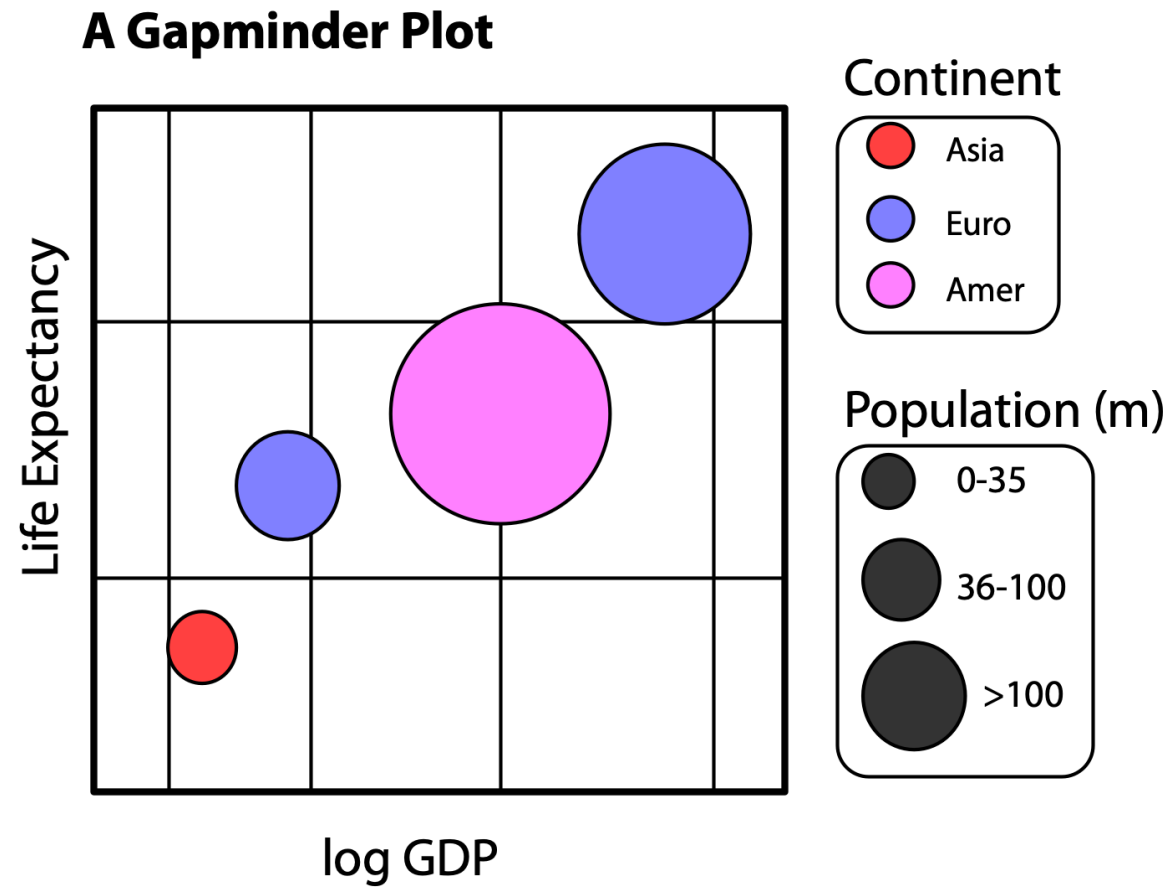 A Gapminder Plot
Life Expectancy
log GDP
Continent
Asia
Euro
Amer
Population (m)
0-35
36-100
>100